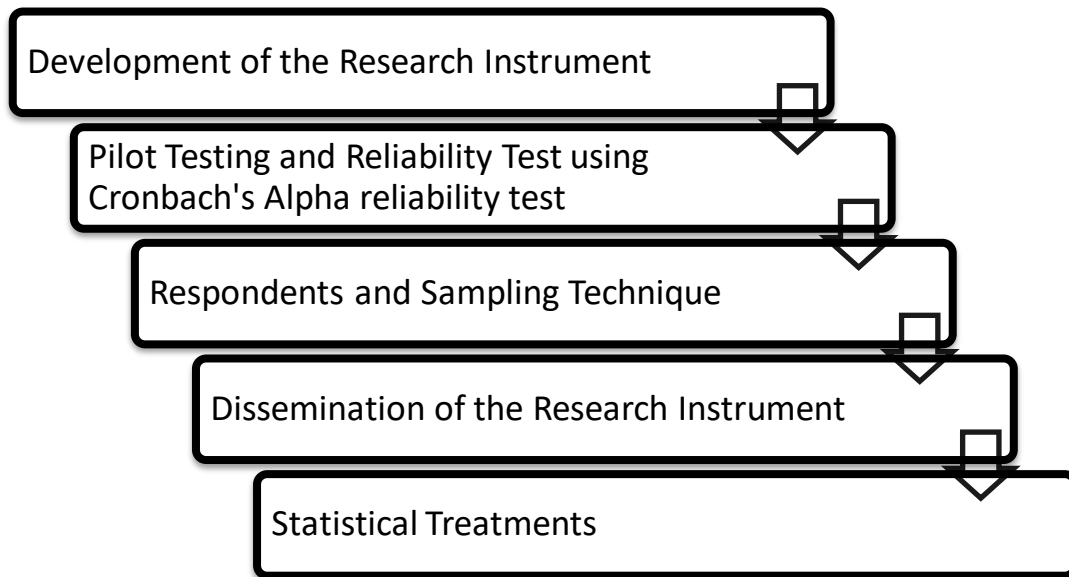 Development of the Research Instrument
Pilot Testing and Reliability Test using
Cronbach's Alpha reliability test
Respondents and Sampling Technique
Dissemination of the Research Instrument
Statistical Treatments